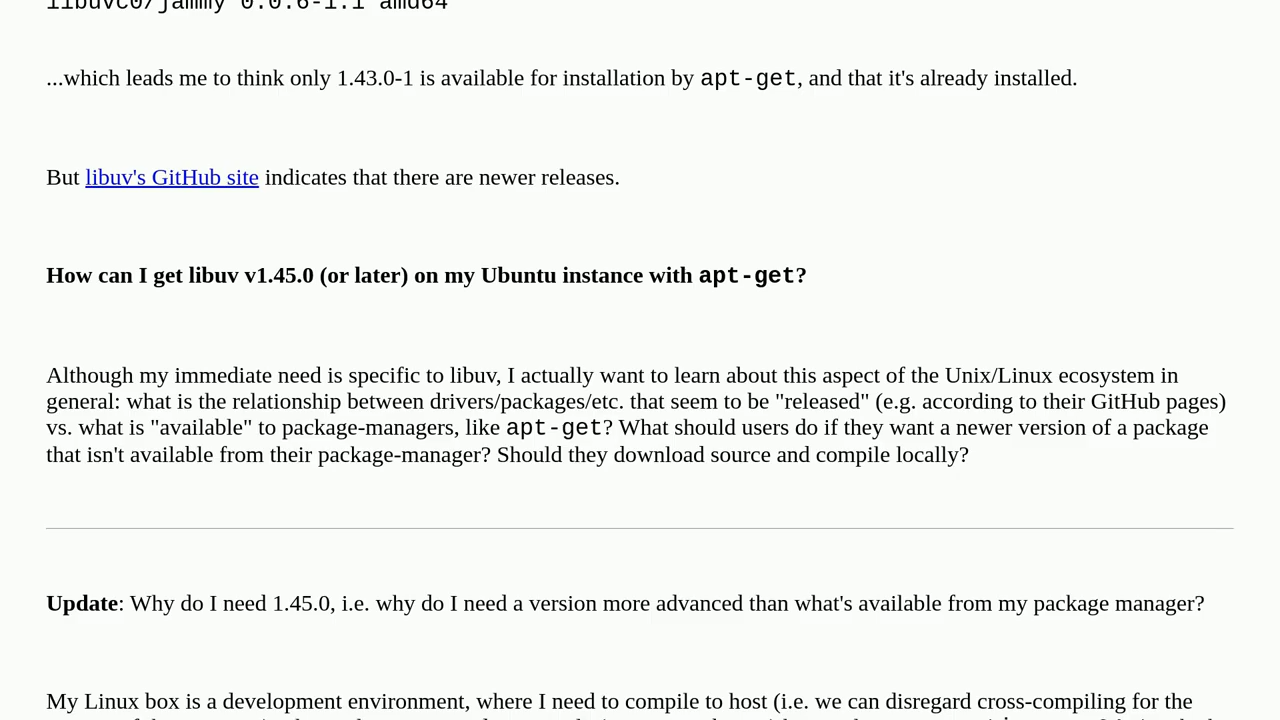 libuvc0/jammy 0.0.6-1.1 amd64
...which leads me to think only 1.43.0-1 is available for installation by apt-get, and that it's already installed.
But libuv's GitHub site indicates that there are newer releases.
How can I get libuv v1.45.0 (or later) on my Ubuntu instance with apt-get?
Although my immediate need is specific to libuv, I actually want to learn about this aspect of the Unix/Linux ecosystem in
general: what is the relationship between drivers/packages/etc. that seem to be "released" (e.g. according to their GitHub pages)
vs. what is "available" to package-managers, like apt-get? What should users do if they want a newer version of a package
that isn't available from their package-manager? Should they download source and compile locally?
Update: Why do I need 1.45.0, i.e. why do I need a version more advanced than what's available from my package manager?
My Linux box is a development environment, where I need to compile to host (i.e. we can disregard cross-compiling for the